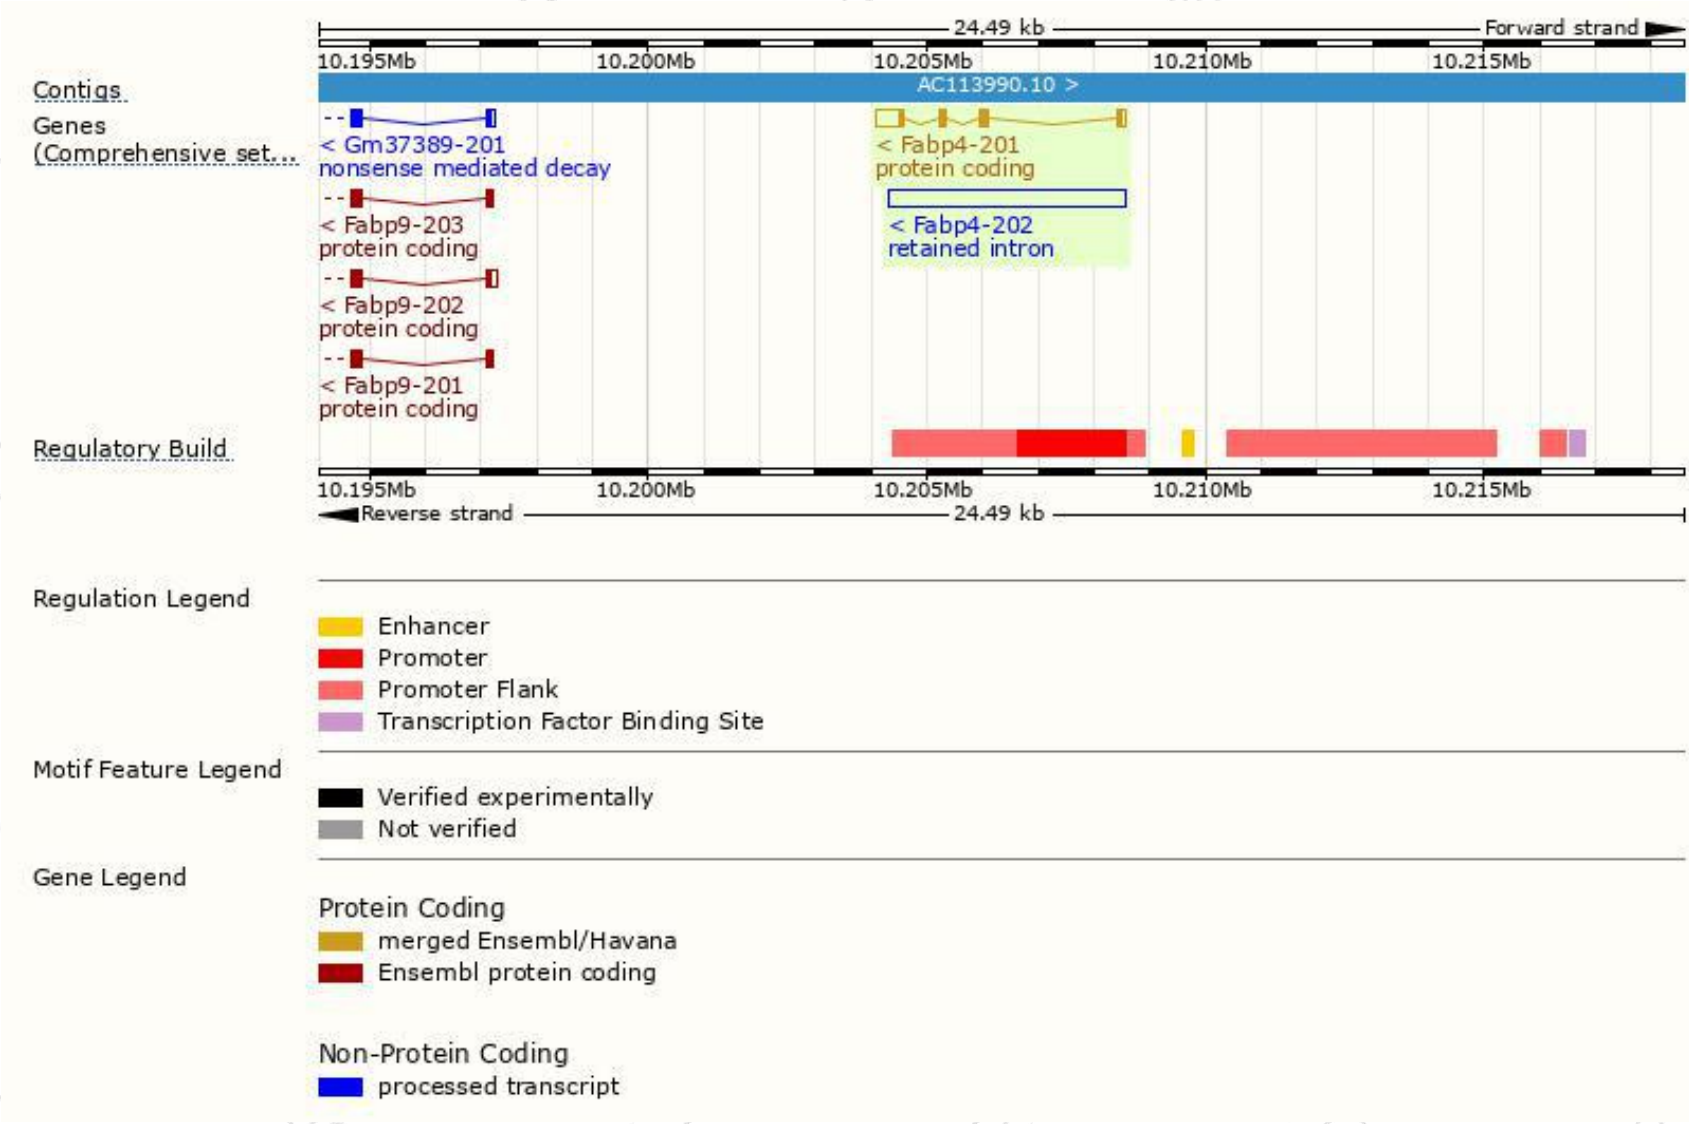 24.49 kb Forward strand
10.195Mb 10.200Mb 10.205Mb 10.210Mb 10.215Mb
Contigs AC113990.10 >
Genes
(Comprehensive set...
< Gm37389-201 < Fabp4-201
nonsense mediated decay protein coding
< Fabp9-203 < Fabp4-202
protein coding retained intron
< Fabp9-202
protein coding
< Fabp9-201
protein coding
Regulatory Build
10.195Mb 10.200Mb 10.205Mb 10.210Mb 10.215Mb
Reverse strand 24.49 kb
Regulation Legend
Enhancer
Promoter
Promoter Flank
Transcription Factor Binding Site
Motif Feature Legend
Verified experimentally
Not verified
Gene Legend
Protein Coding
merged Ensembl/Havana
Ensembl protein coding
Non-Protein Coding
processed transcript